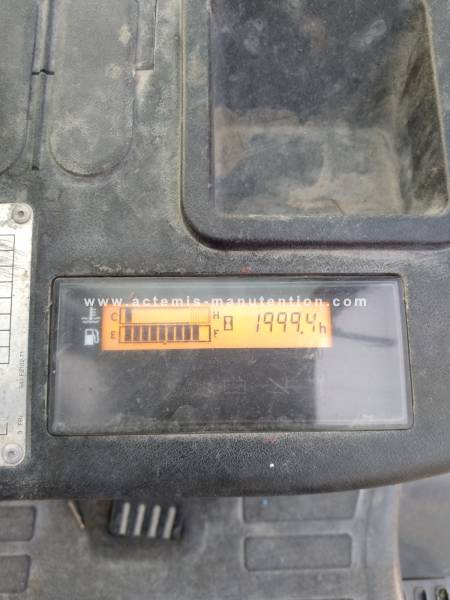 www.actemis-manutention.com
C H
E F
1999.4h